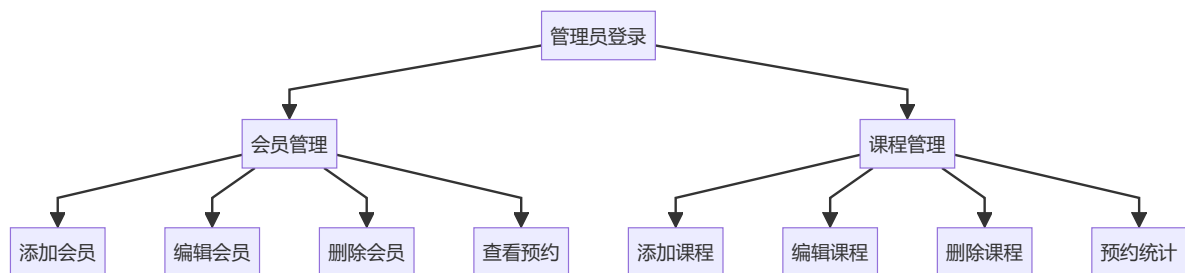 管理员登录
会员管理
课程管理
添加会员
编辑会员
删除会员
查看预约
添加课程
编辑课程
删除课程
预约统计